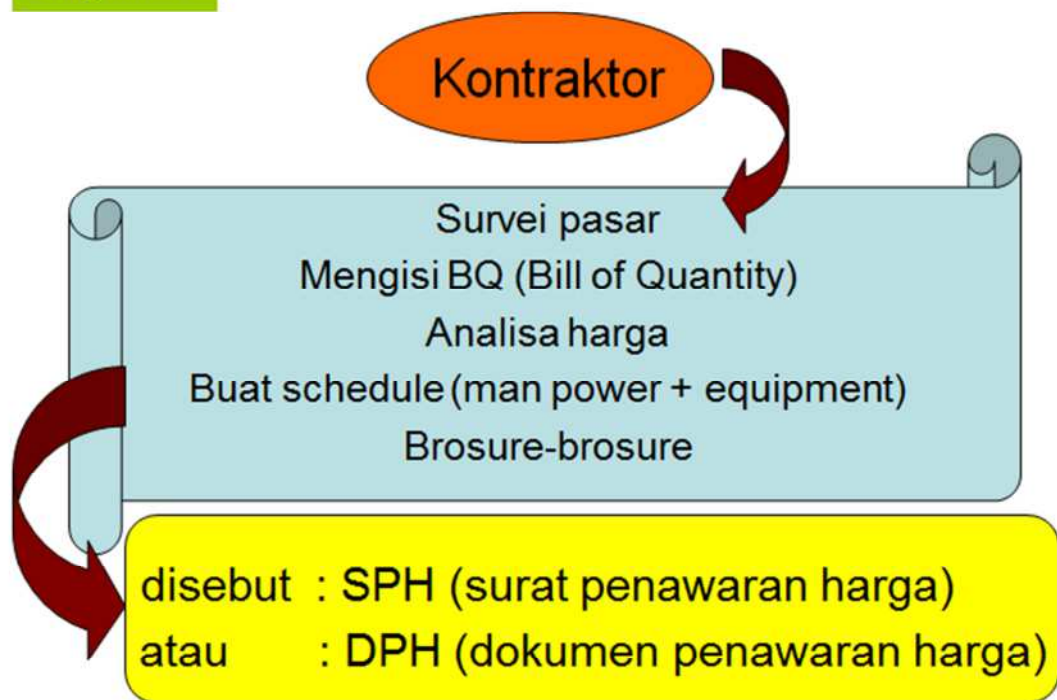 Kontraktor
Survei pasar
Mengisi BQ (Bill of Quantity)
Analisa harga
Buat schedule (man power + equipment)
Brosure-brosure
disebut : SPH (surat penawaran harga)
atau : DPH (dokumen penawaran harga)